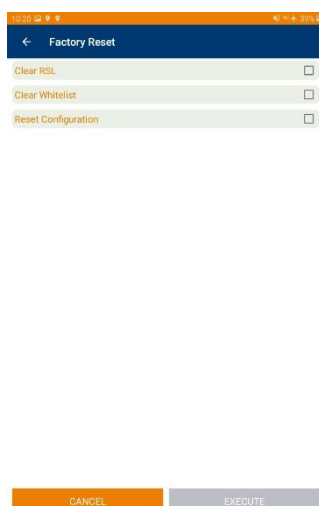 10:20
39%
Factory Reset
Clear RSL
Clear Whitelist
Reset Configuration
CANCEL
EXECUTE